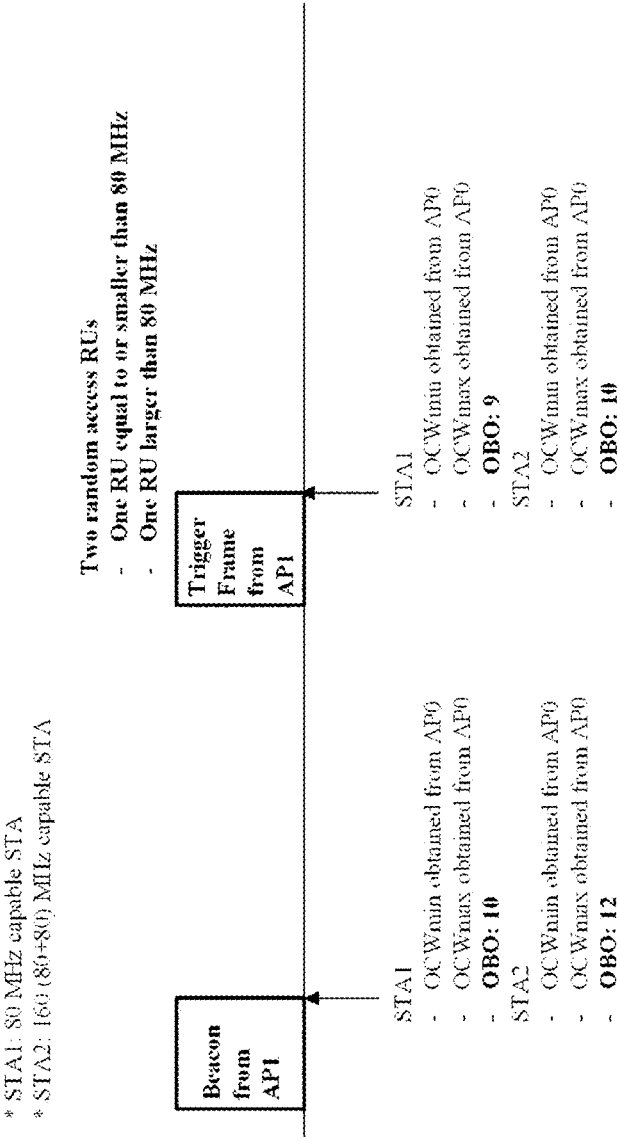 * STA1: 80 MHz capable STA
* STA2: 160 (80+80) MHz capable STA
Two random access RUs
- One RU equal to or smaller than 80 MHz
- One RU larger than 80 MHz
Beacon
from
AP1
Trigger
Frame
from
AP1
STA1
- OCWmin obtained from AP0
- OCWmax obtained from AP0
- OBO: 10
STA2
- OCWmin obtained from AP0
- OCWmax obtained from AP0
- OBO: 12
STA1
- OCWmin obtained from AP0
- OCWmax obtained from AP0
- OBO: 9
STA2
- OCWmin obtained from AP0
- OCWmax obtained from AP0
- OBO: 10